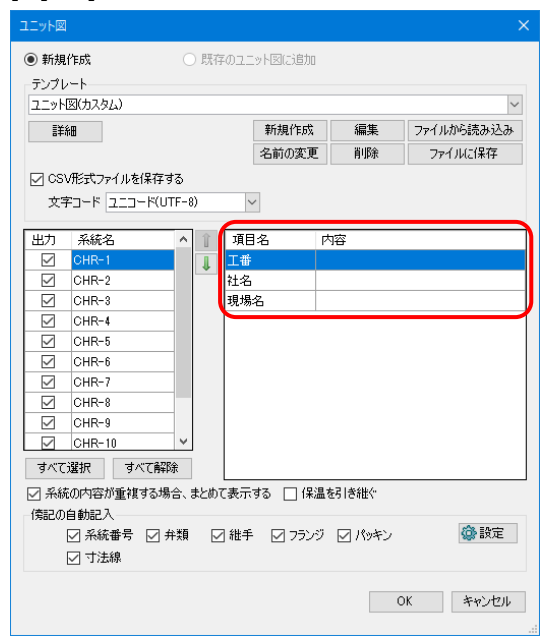 ユニット図
新規作成 既存のユニット図に追加
テンプレート
ユニット図(カスタム)
詳細 新規作成 編集 ファイルから読み込み
名前の変更 削除 ファイルに保存
CSV形式ファイルを保存する
文字コード ユニコード(UTF-8)
出力 系統名 項目名 内容
CHR-1 工番
CHR-2 社名
CHR-3 現場名
CHR-4
CHR-5
CHR-6
CHR-7
CHR-8
CHR-9
CHR-10
すべて選択 すべて解除
系統の内容が重複する場合、まとめて表示する 保温を引き継ぐ
傍記の自動記入
系統番号 弁類 継手 フランジ パッキン 設定
寸法線
OK キャンセル